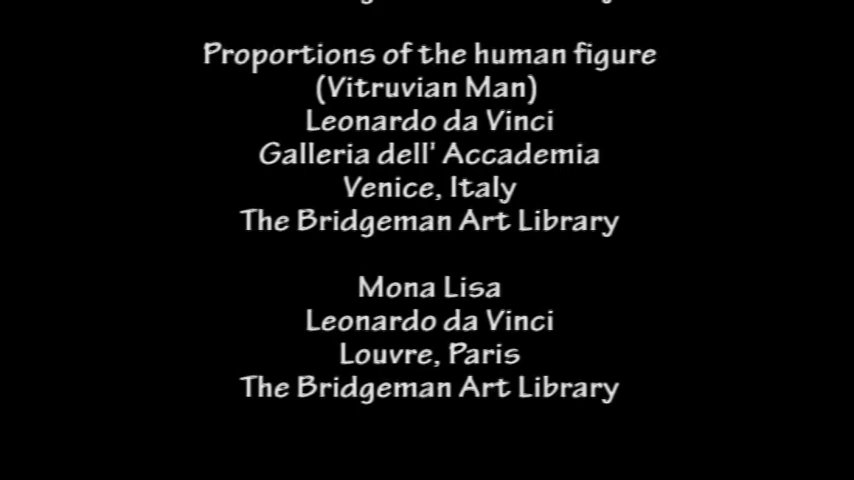 Proportions of the human figure
(Vitruvian Man)
Leonardo da Vinci
Galleria dell' Accademia
Venice, Italy
The Bridgeman Art Library
Mona Lisa
Leonardo da Vinci
Louvre, Paris
The Bridgeman Art Library